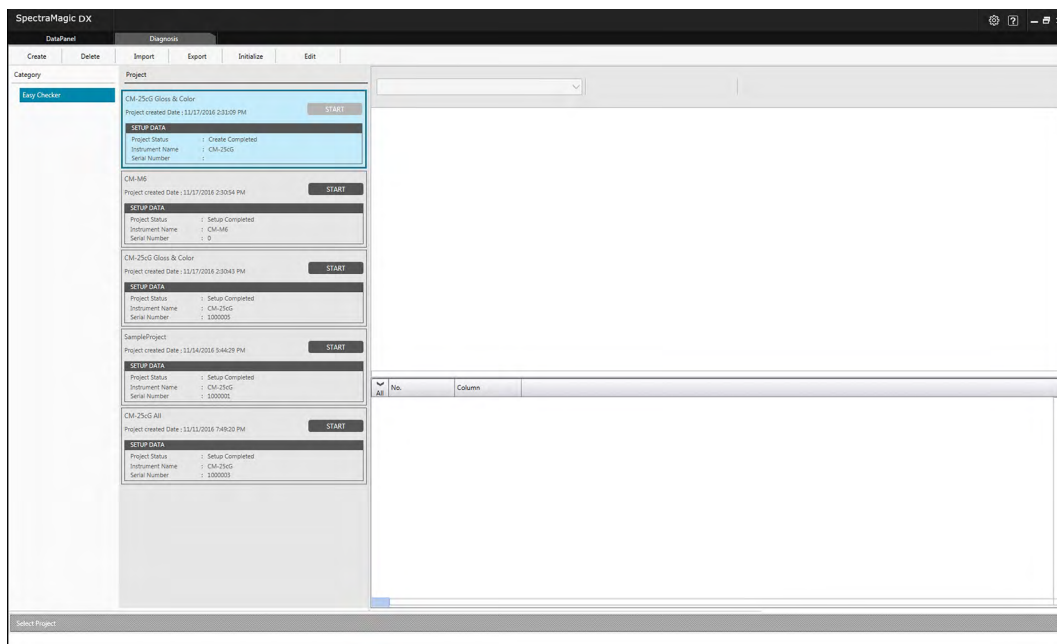 SpectraMagic DX
DataPanel Diagnosis
Create Delete Import Export Initialize Edit
Category
Easy Checker
Project
CM-25cG Gloss & Color
Project created Date : 11/17/2016 2:31:09 PM
START
SETUP DATA
Project Status : Create Completed
Instrument Name : CM-25cG
Serial Number :
CM-M6
Project created Date : 11/17/2016 2:30:54 PM
START
SETUP DATA
Project Status : Setup Completed
Instrument Name : CM-M6
Serial Number : 0
CM-25cG Gloss & Color
Project created Date : 11/17/2016 2:30:43 PM
START
SETUP DATA
Project Status : Setup Completed
Instrument Name : CM-25cG
Serial Number : 1000005
SampleProject
Project created Date : 11/14/2016 5:44:29 PM
START
SETUP DATA
Project Status : Setup Completed
Instrument Name : CM-25cG
Serial Number : 1000001
CM-25cG All
Project created Date : 11/11/2016 7:49:20 PM
START
SETUP DATA
Project Status : Setup Completed
Instrument Name : CM-25cG
Serial Number : 1000003
All No. Column
Select Project